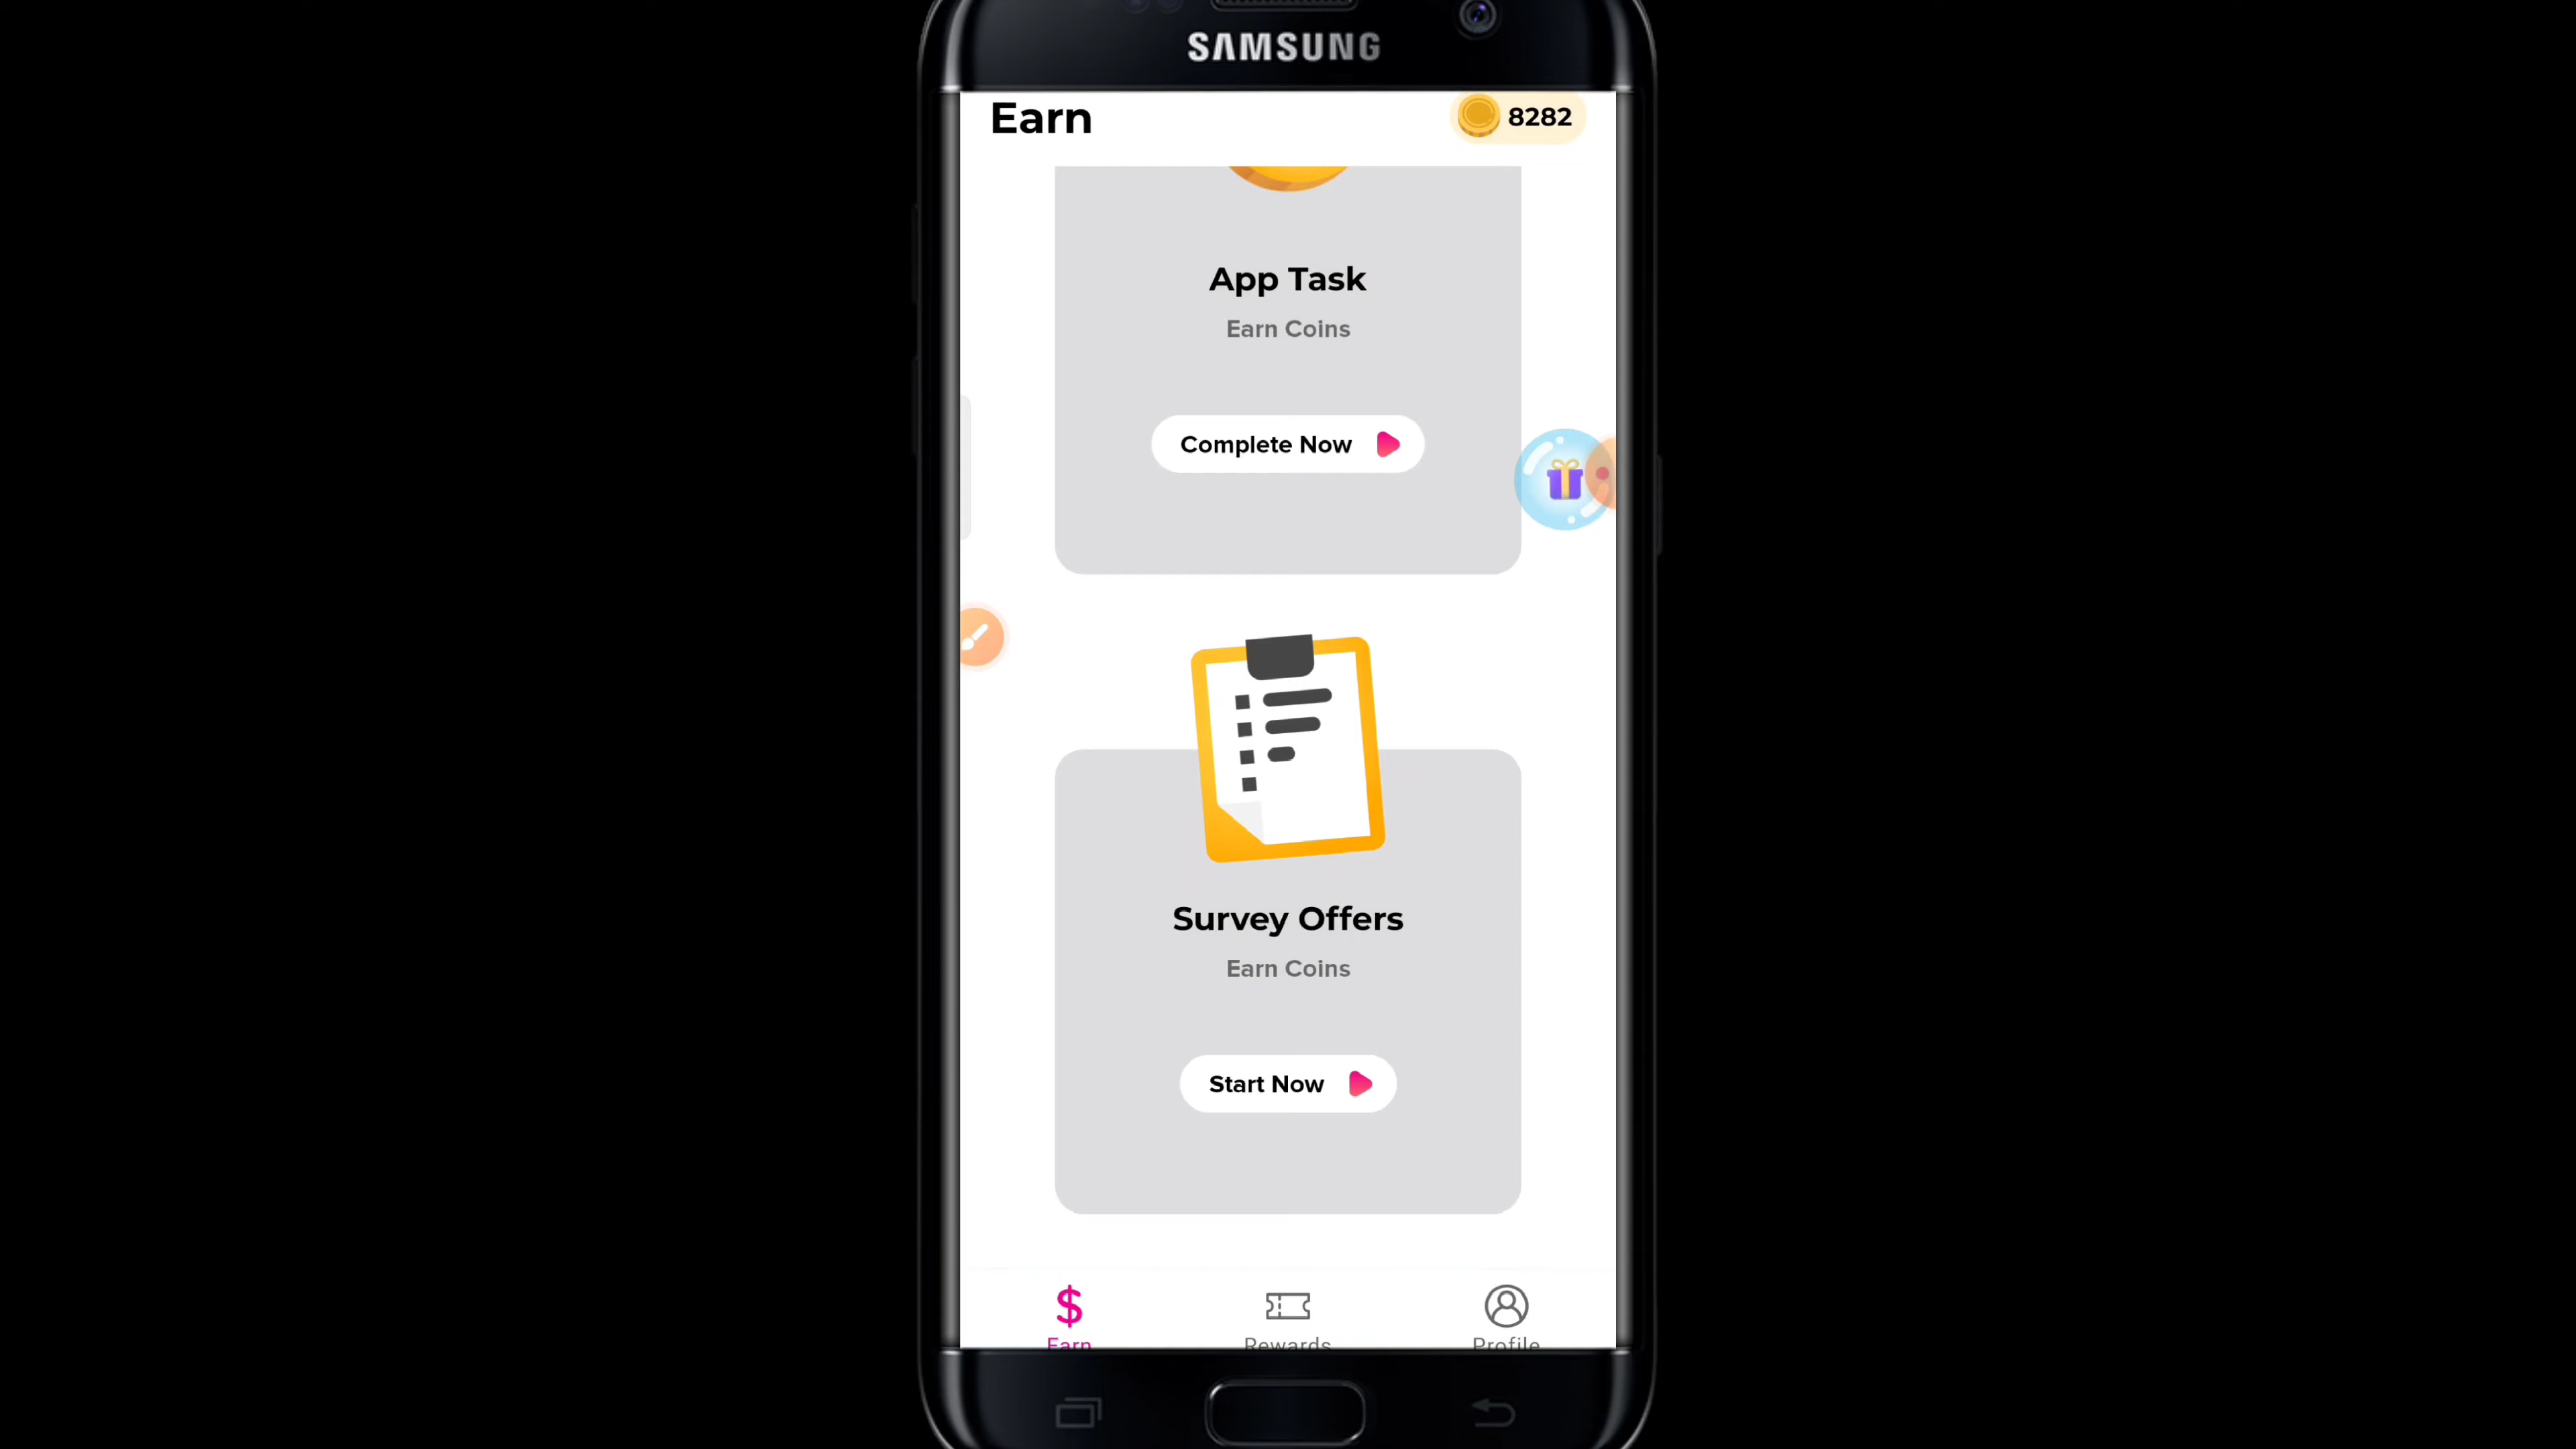 SAMSUNG
Earn
8282
App Task
Earn Coins
Complete Now
Survey Offers
Earn Coins
Start Now
Earn
Rewards
Profile